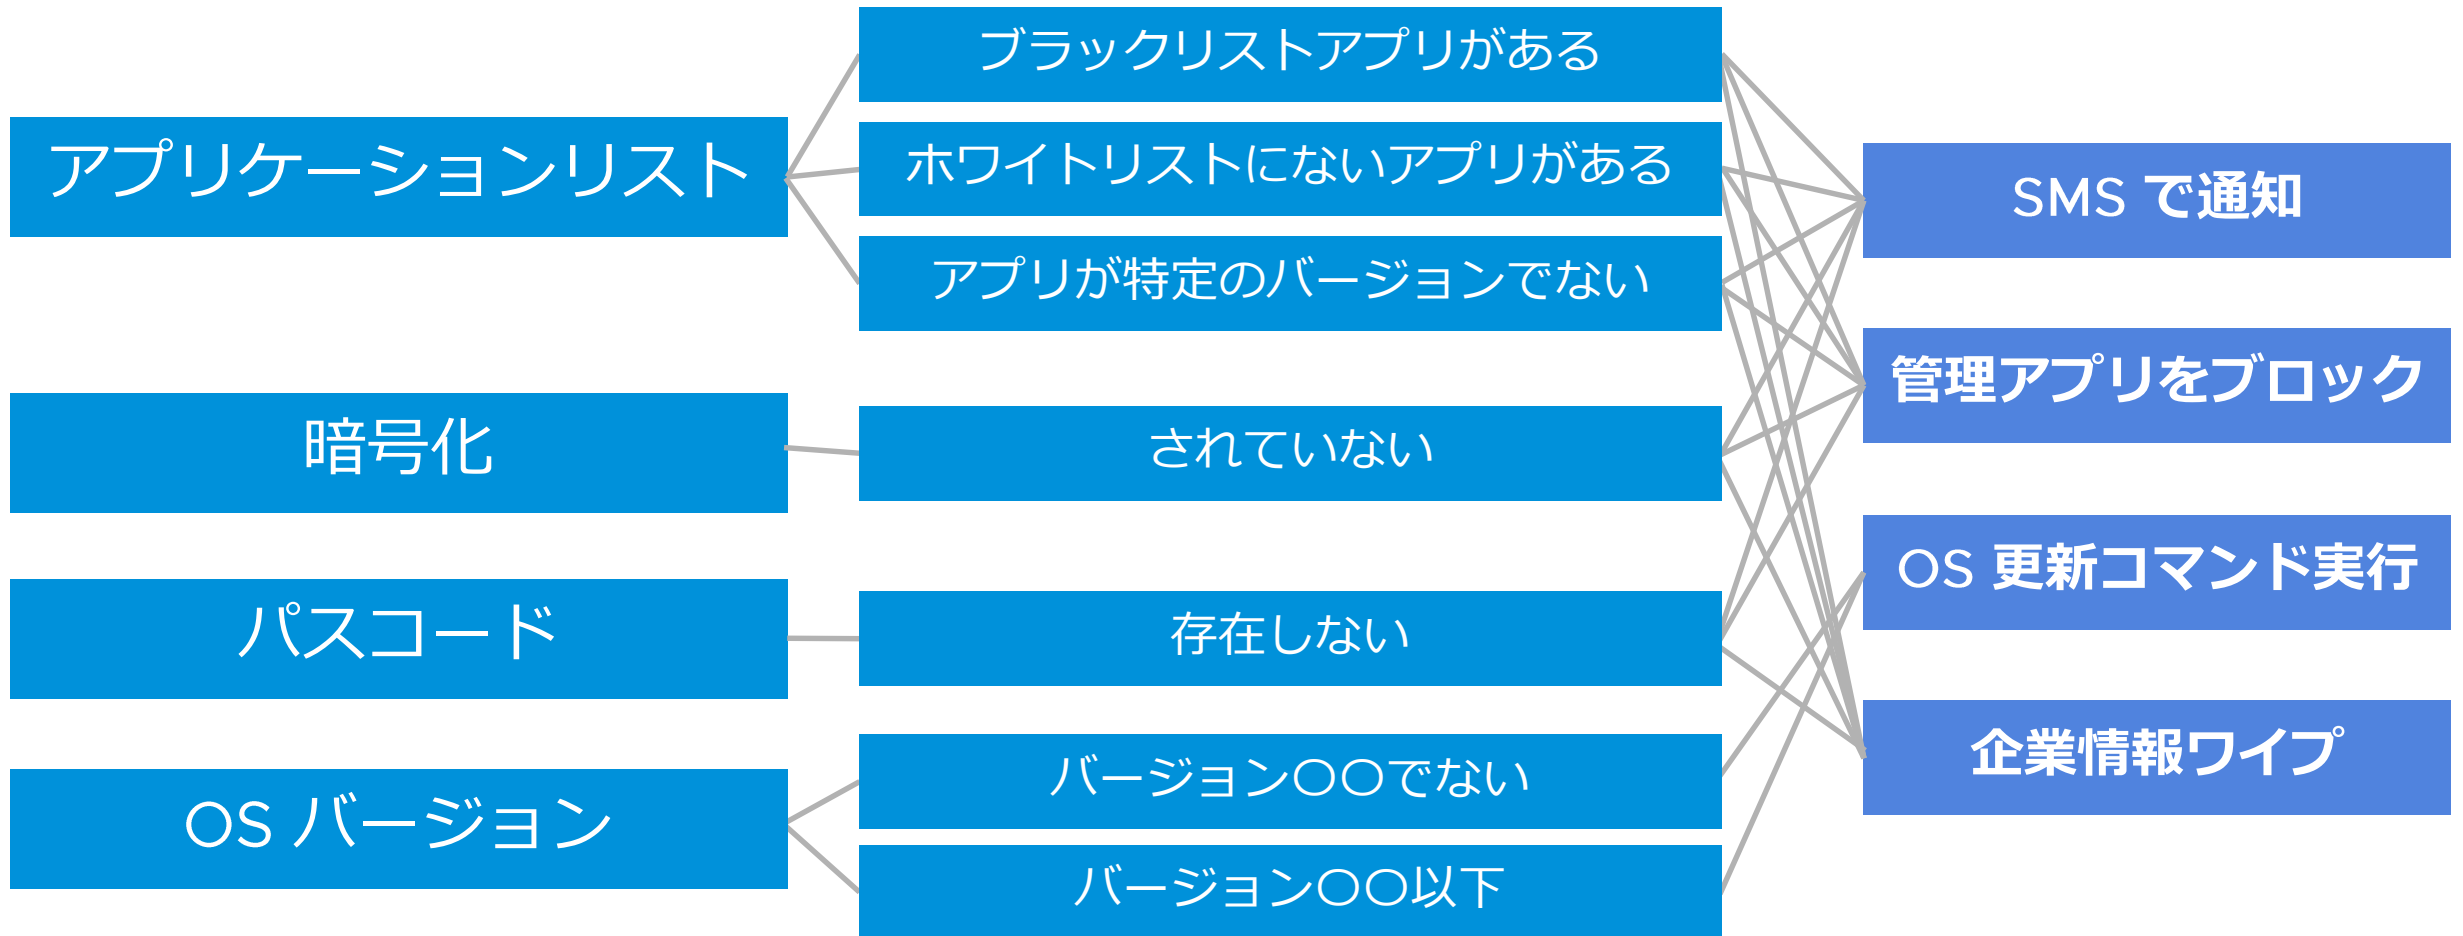 アプリケーションリスト
ブラックリストアプリがある
ホワイトリストにないアプリがある
アプリが特定のバージョンでない
暗号化
されていない
パスコード
存在しない
OS バージョン
バージョン〇〇でない
バージョン〇〇以下
SMS で通知
管理アプリをブロック
OS 更新コマンド実行
企業情報ワイプ